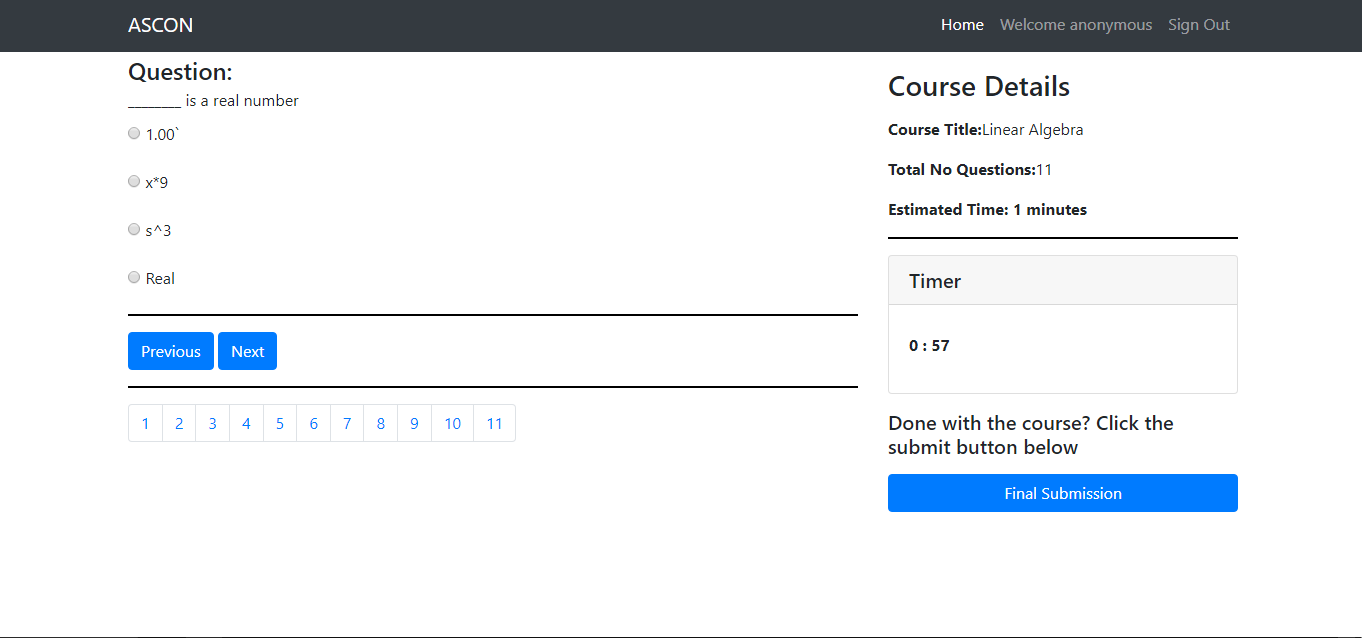 ASCON
Home Welcome anonymous Sign Out
Question:
_______ is a real number
1.00`
x*9
s^3
Real
Previous Next
1 2 3 4 5 6 7 8 9 10 11
Course Details
Course Title:Linear Algebra
Total No Questions:11
Estimated Time: 1 minutes
Timer
0 : 57
Done with the course? Click the
submit button below
Final Submission